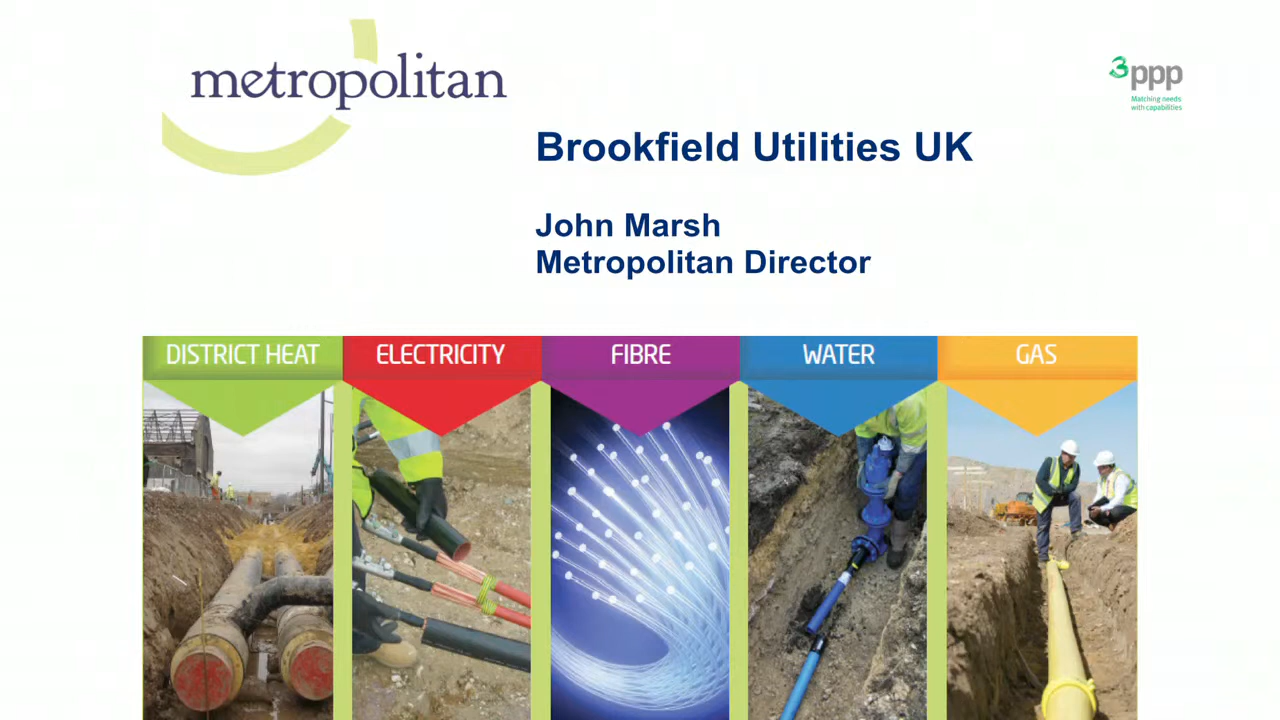 metropolitan
3ppp
Matching needs
with capabilities
Brookfield Utilities UK
John Marsh
Metropolitan Director
DISTRICT HEAT
ELECTRICITY
FIBRE
WATER
GAS